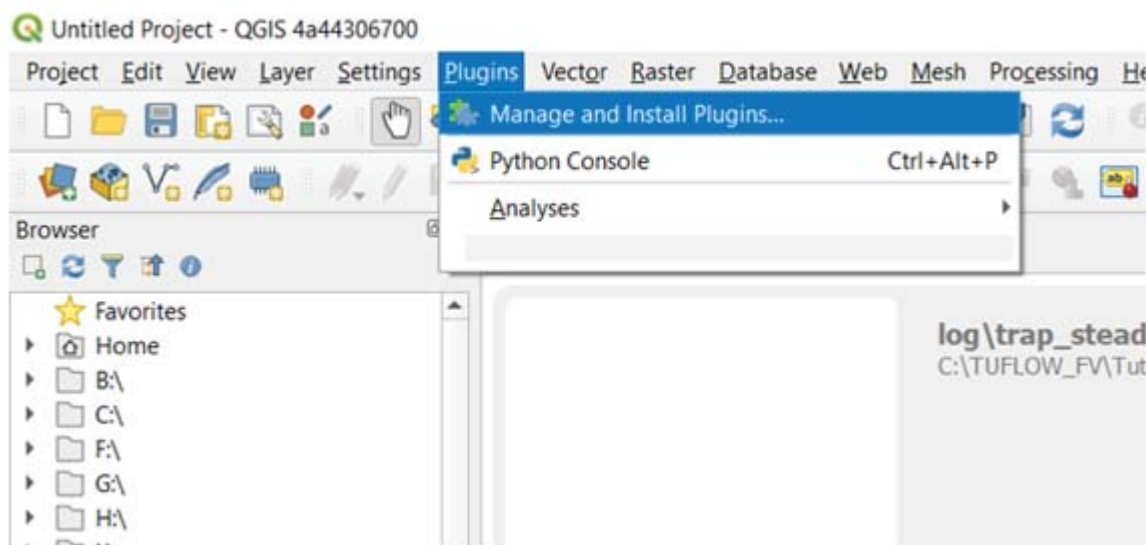 Untitled Project - QGIS 4a44306700
Project Edit View Layer Settings Plugins Vector Raster Database Web Mesh Processing He
Manage and Install Plugins...
Python Console Ctrl+Alt+P
Analyses
Browser
Favorites
Home
B:\
C:\
F:\
G:\
H:\
log\trap_stead
C:\TUFLOW_FV\Tut